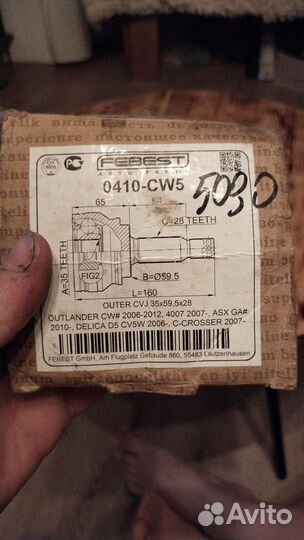 FEBEST
AUTO PARTS
0410-CW5
5030
65
C=28 TEETH
A=35 TEETH
FIG2
B=Ø59.5
L=160
OUTER CVJ 35x59,5x28
OUTLANDER CW# 2006-2012, 4007 2007-, ASX GA#
2010-, DELICA D5 CV5W 2006-, C-CROSSER 2007-
FEBEST GmbH, Am Flugplatz Gebaude 860, 55483 Lautzenhausen
Avito